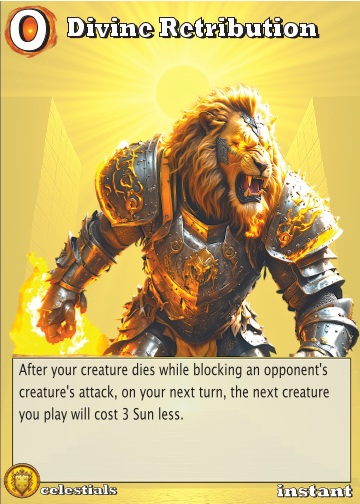 0 Divine Retribution
After your creature dies while blocking an opponent's
creature's attack, on your next turn, the next creature
you play will cost 3 Sun less.
celestials instant